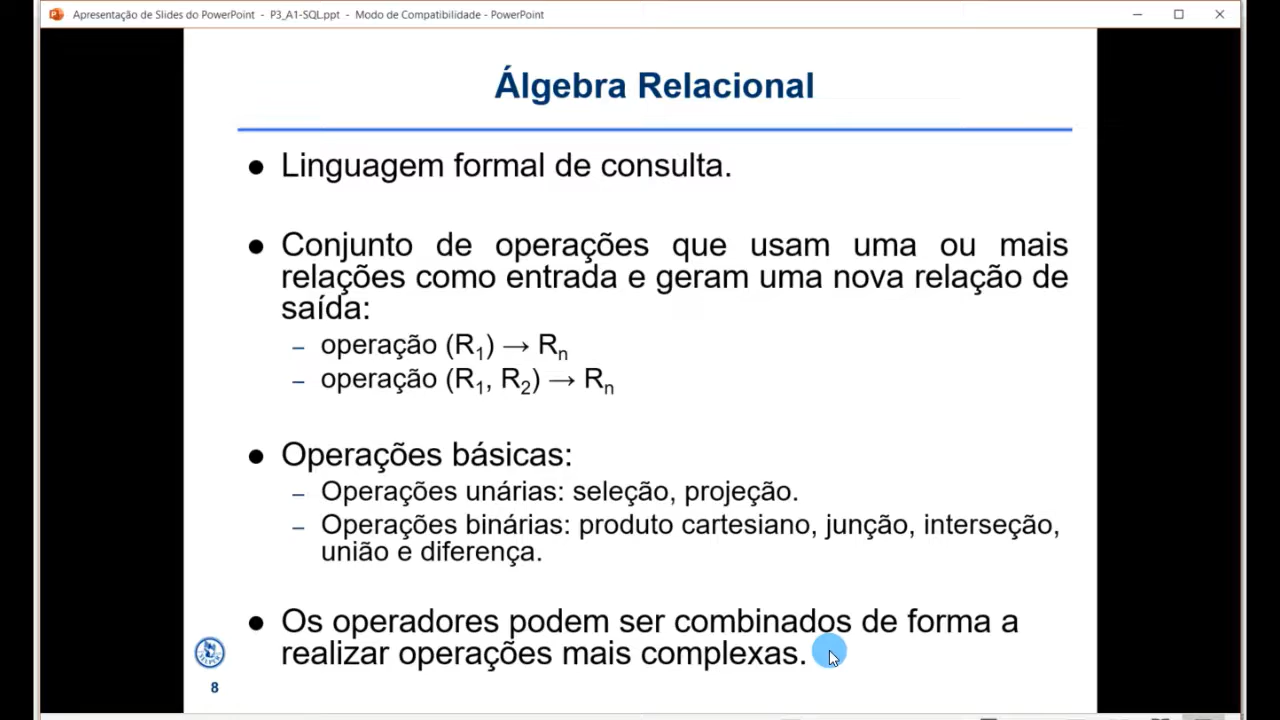 Apresentação de Slides do PowerPoint - P3_A1-SQL.ppt - Modo de Compatibilidade - PowerPoint
Álgebra Relacional
● Linguagem formal de consulta.
● Conjunto de operações que usam uma ou mais
relações como entrada e geram uma nova relação de
saída:
– operação (R₁) → Rₙ
– operação (R₁, R₂) → Rₙ
● Operações básicas:
– Operações unárias: seleção, projeção.
– Operações binárias: produto cartesiano, junção, interseção,
união e diferença.
● Os operadores podem ser combinados de forma a
realizar operações mais complexas.
8